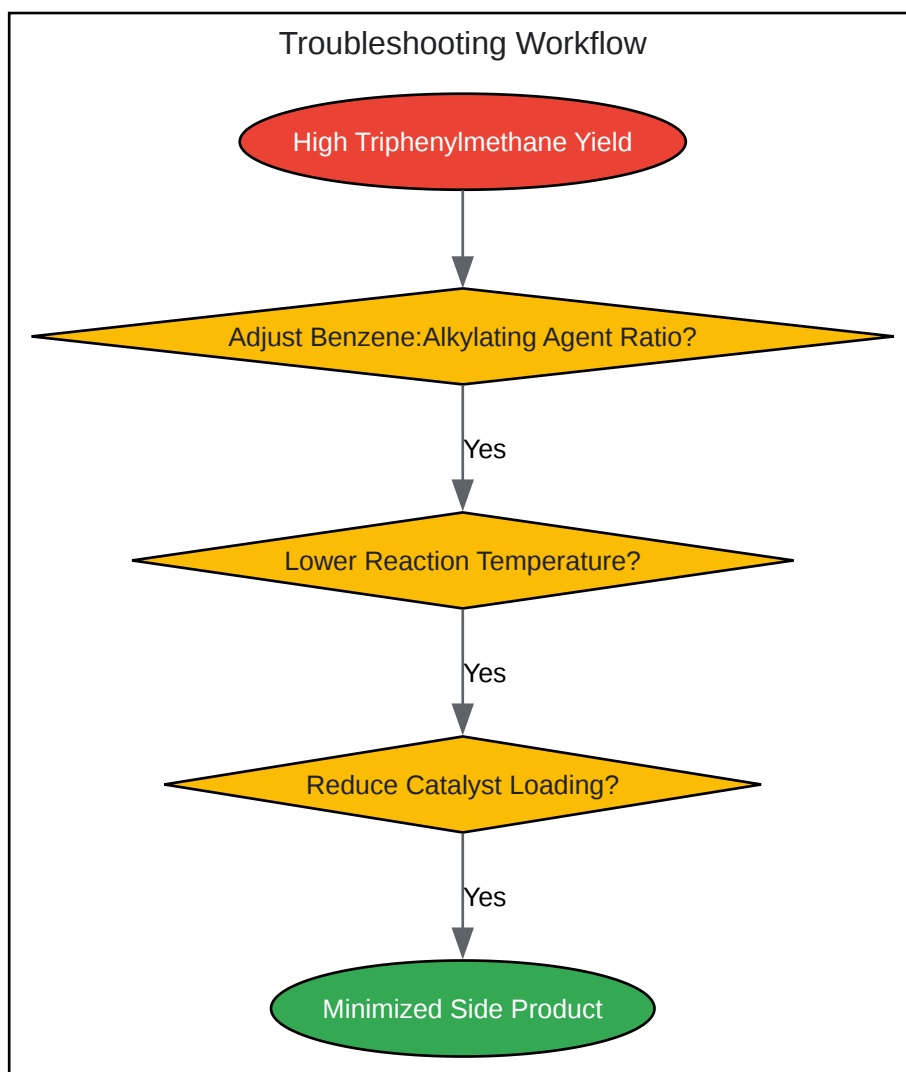 Troubleshooting Workflow
High Triphenylmethane Yield
Adjust Benzene:Alkylating Agent Ratio?
Yes
Lower Reaction Temperature?
Yes
Reduce Catalyst Loading?
Yes
Minimized Side Product